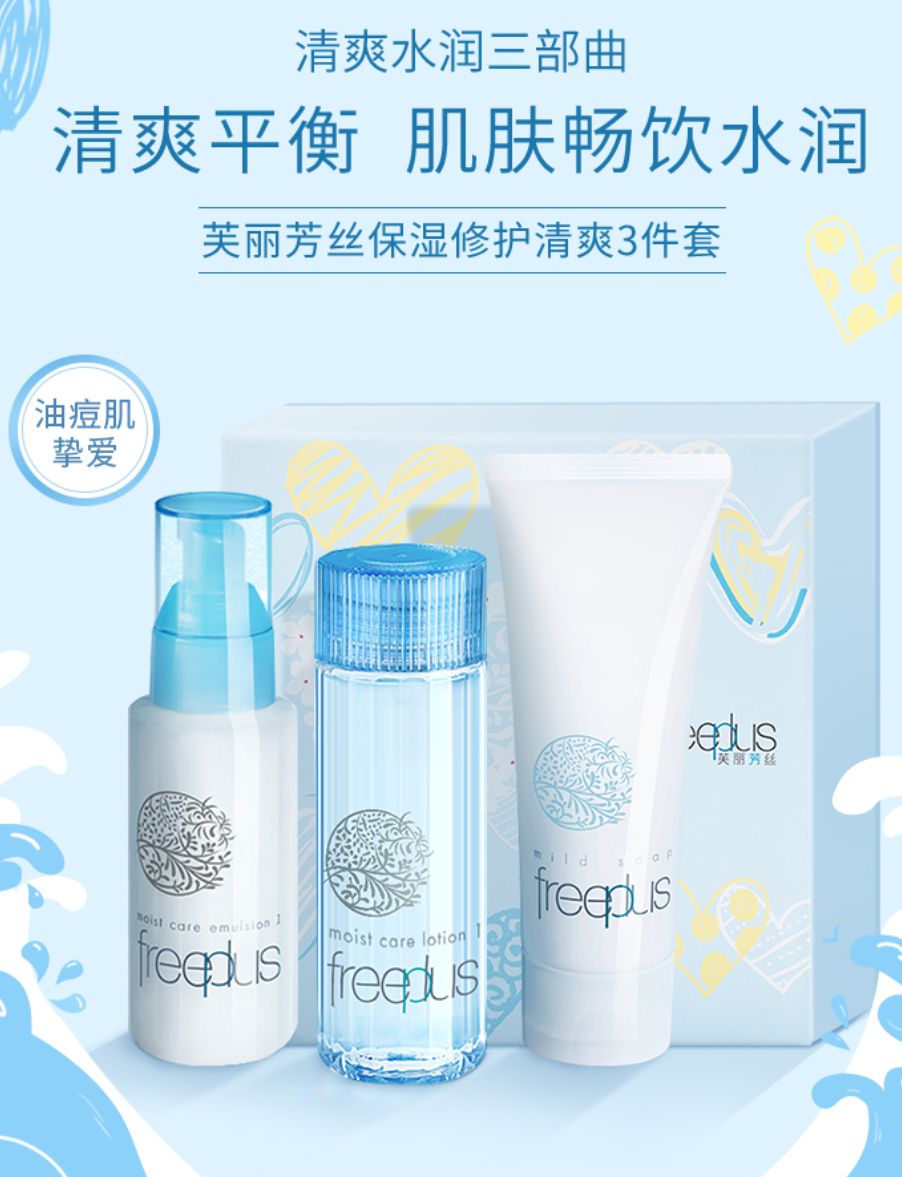 清爽水润三部曲
清爽平衡 肌肤畅饮水润
芙丽芳丝保湿修护清爽3件套
油痘肌
挚爱
eeplus
芙丽芳丝
mild soap
freeplus
moist care emulsion 1
freeplus
moist care lotion 1
freeplus